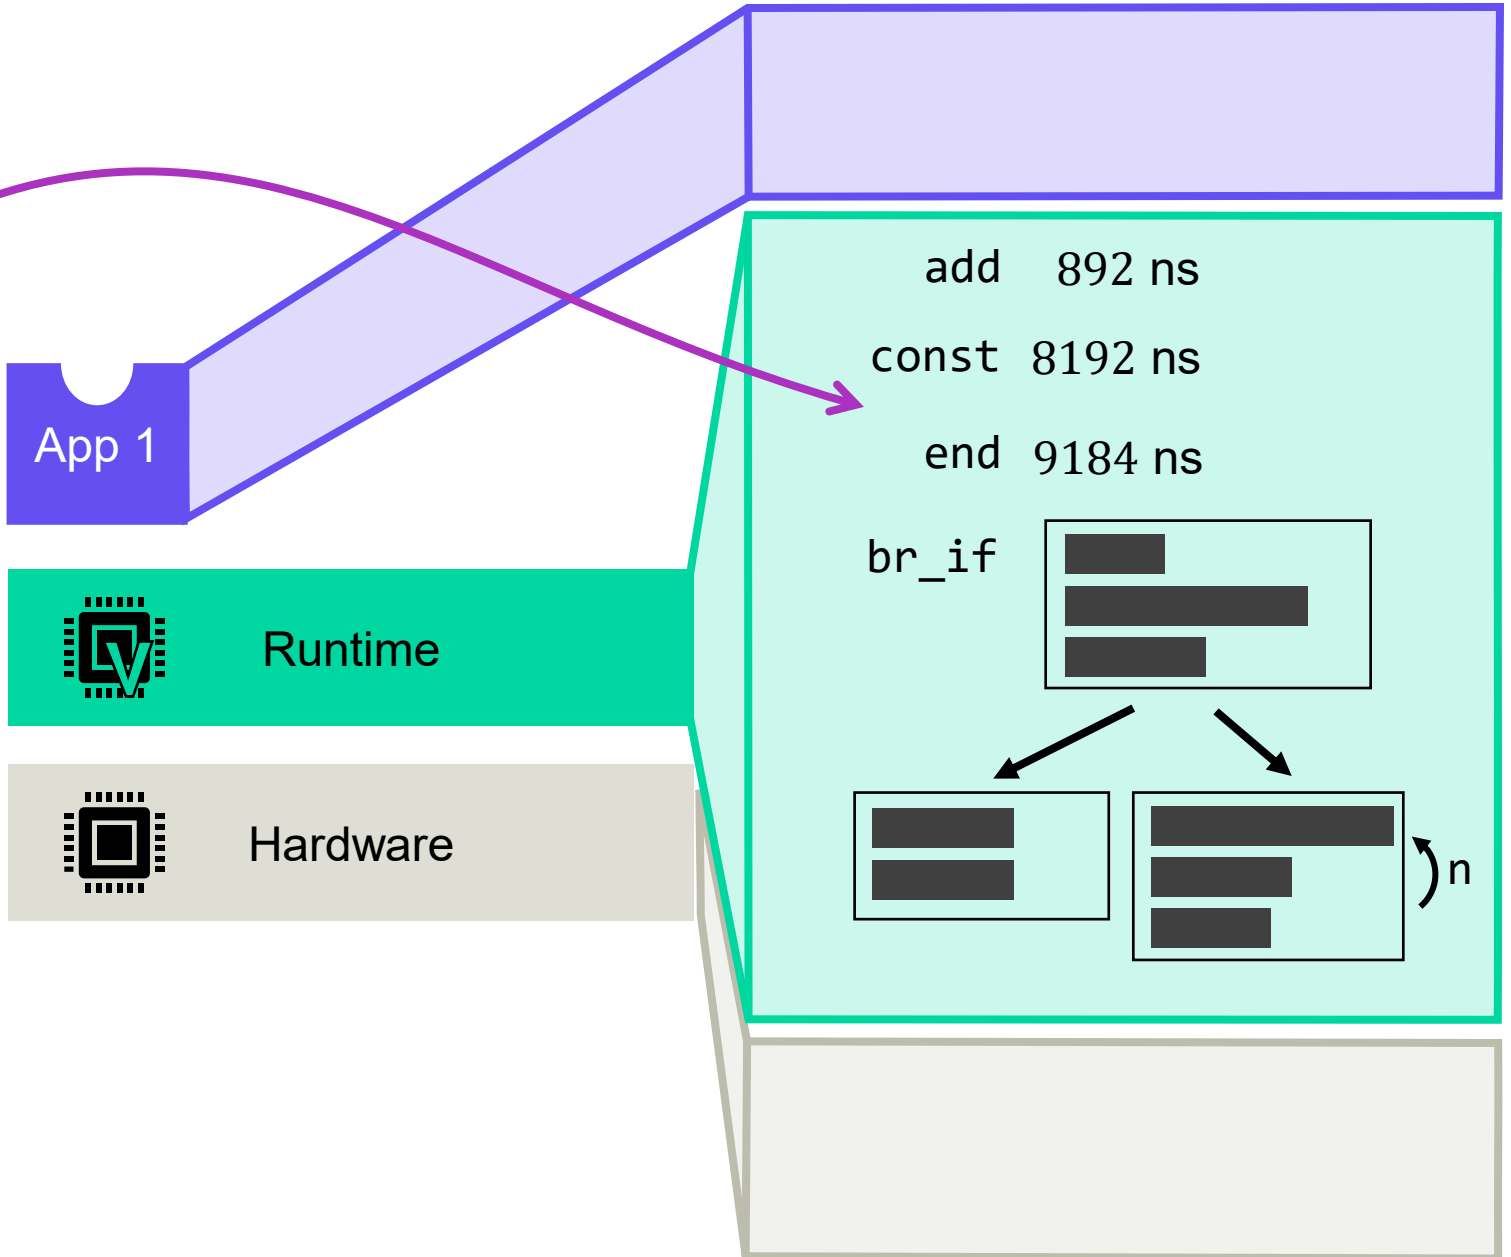 add 892 ns
const 8192 ns
App 1
end 9184 ns
br_if
V
Runtime
Hardware
n